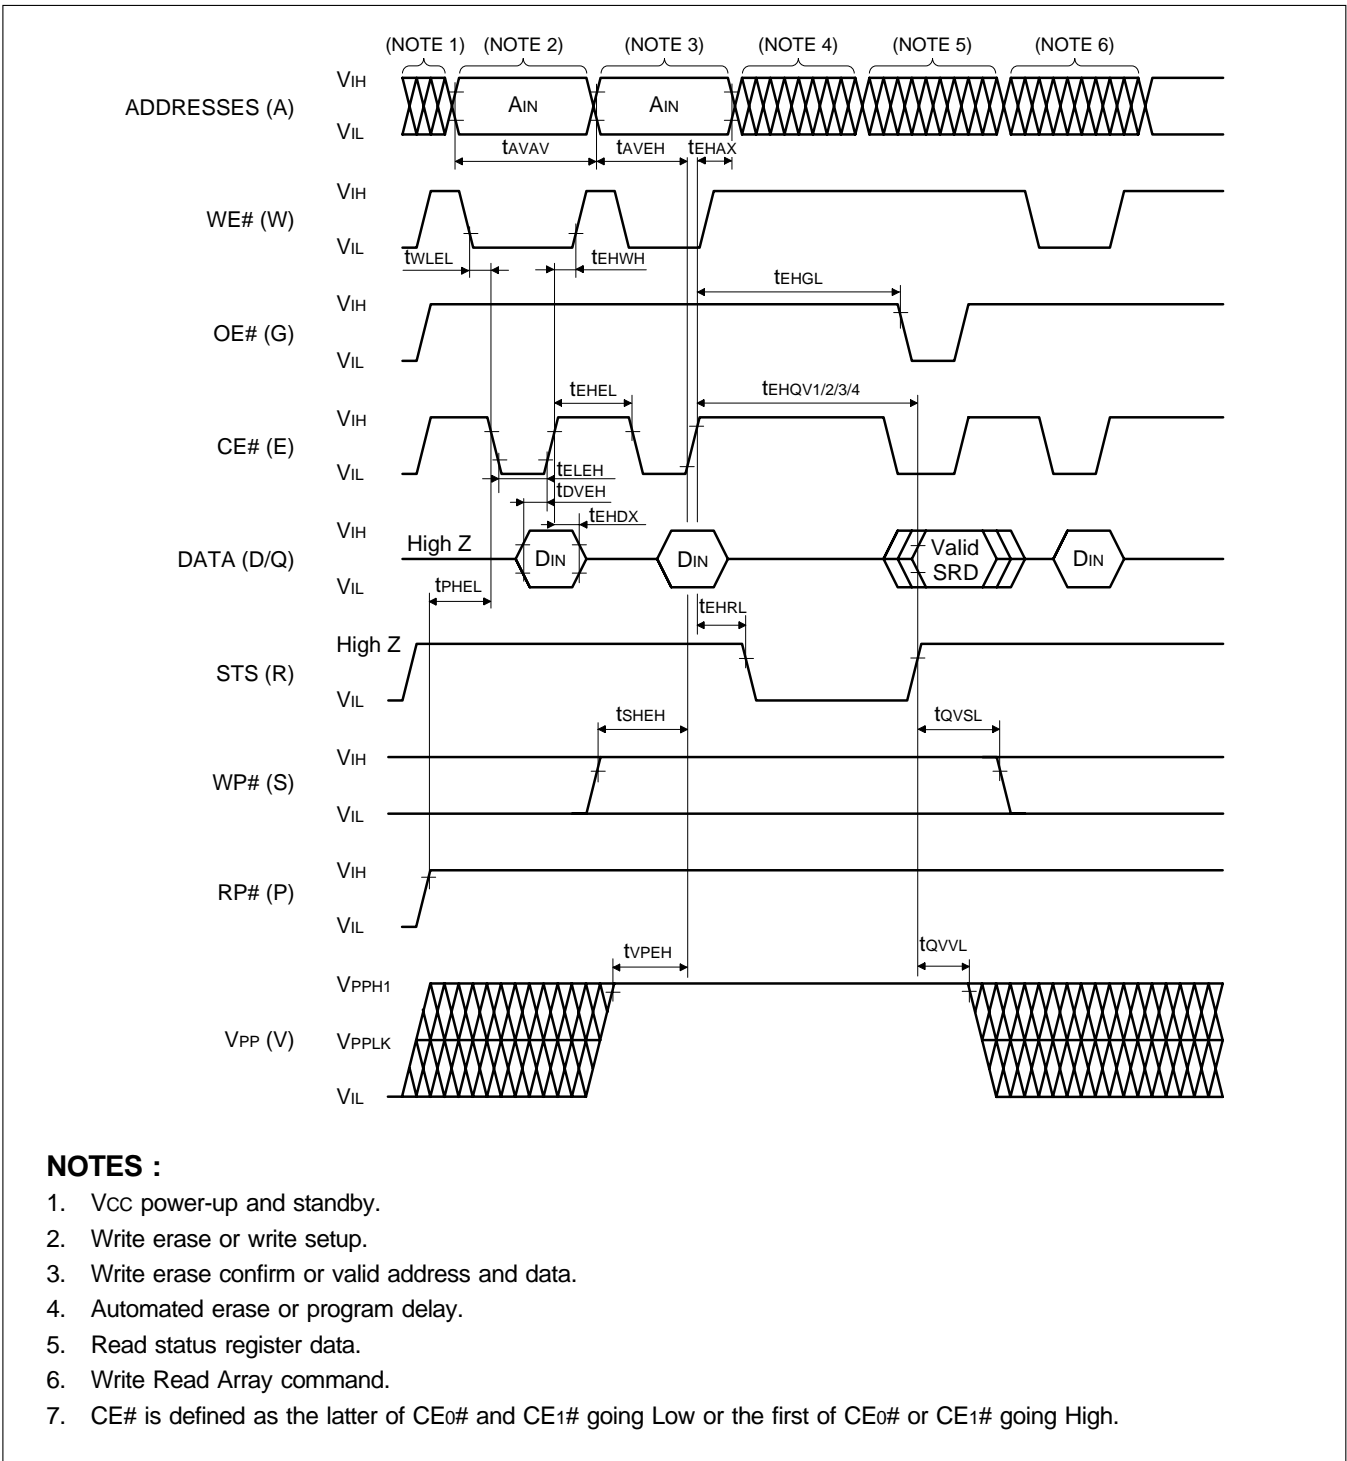 (NOTE 1) (NOTE 2) (NOTE 3) (NOTE 4) (NOTE 5) (NOTE 6)
ADDRESSES (A)
VIH
VIL
AIN
AIN
tAVAV
tAVEH
tEHAX
WE# (W)
VIH
VIL
tWLEL
tEHWH
OE# (G)
VIH
VIL
tEHGL
CE# (E)
VIH
VIL
tEHEL
tEHQV1/2/3/4
tELEH
tDVEH
tEHDX
DATA (D/Q)
VIH
VIL
High Z
DIN
DIN
Valid
SRD
DIN
tPHEL
tEHRL
STS (R)
High Z
VIL
tSHEH
tQVSL
WP# (S)
VIH
VIL
RP# (P)
VIH
VIL
tVPEH
tQVVL
VPP (V)
VPPH1
VPPLK
VIL
NOTES :
1. VCC power-up and standby.
2. Write erase or write setup.
3. Write erase confirm or valid address and data.
4. Automated erase or program delay.
5. Read status register data.
6. Write Read Array command.
7. CE# is defined as the latter of CE0# and CE1# going Low or the first of CE0# or CE1# going High.